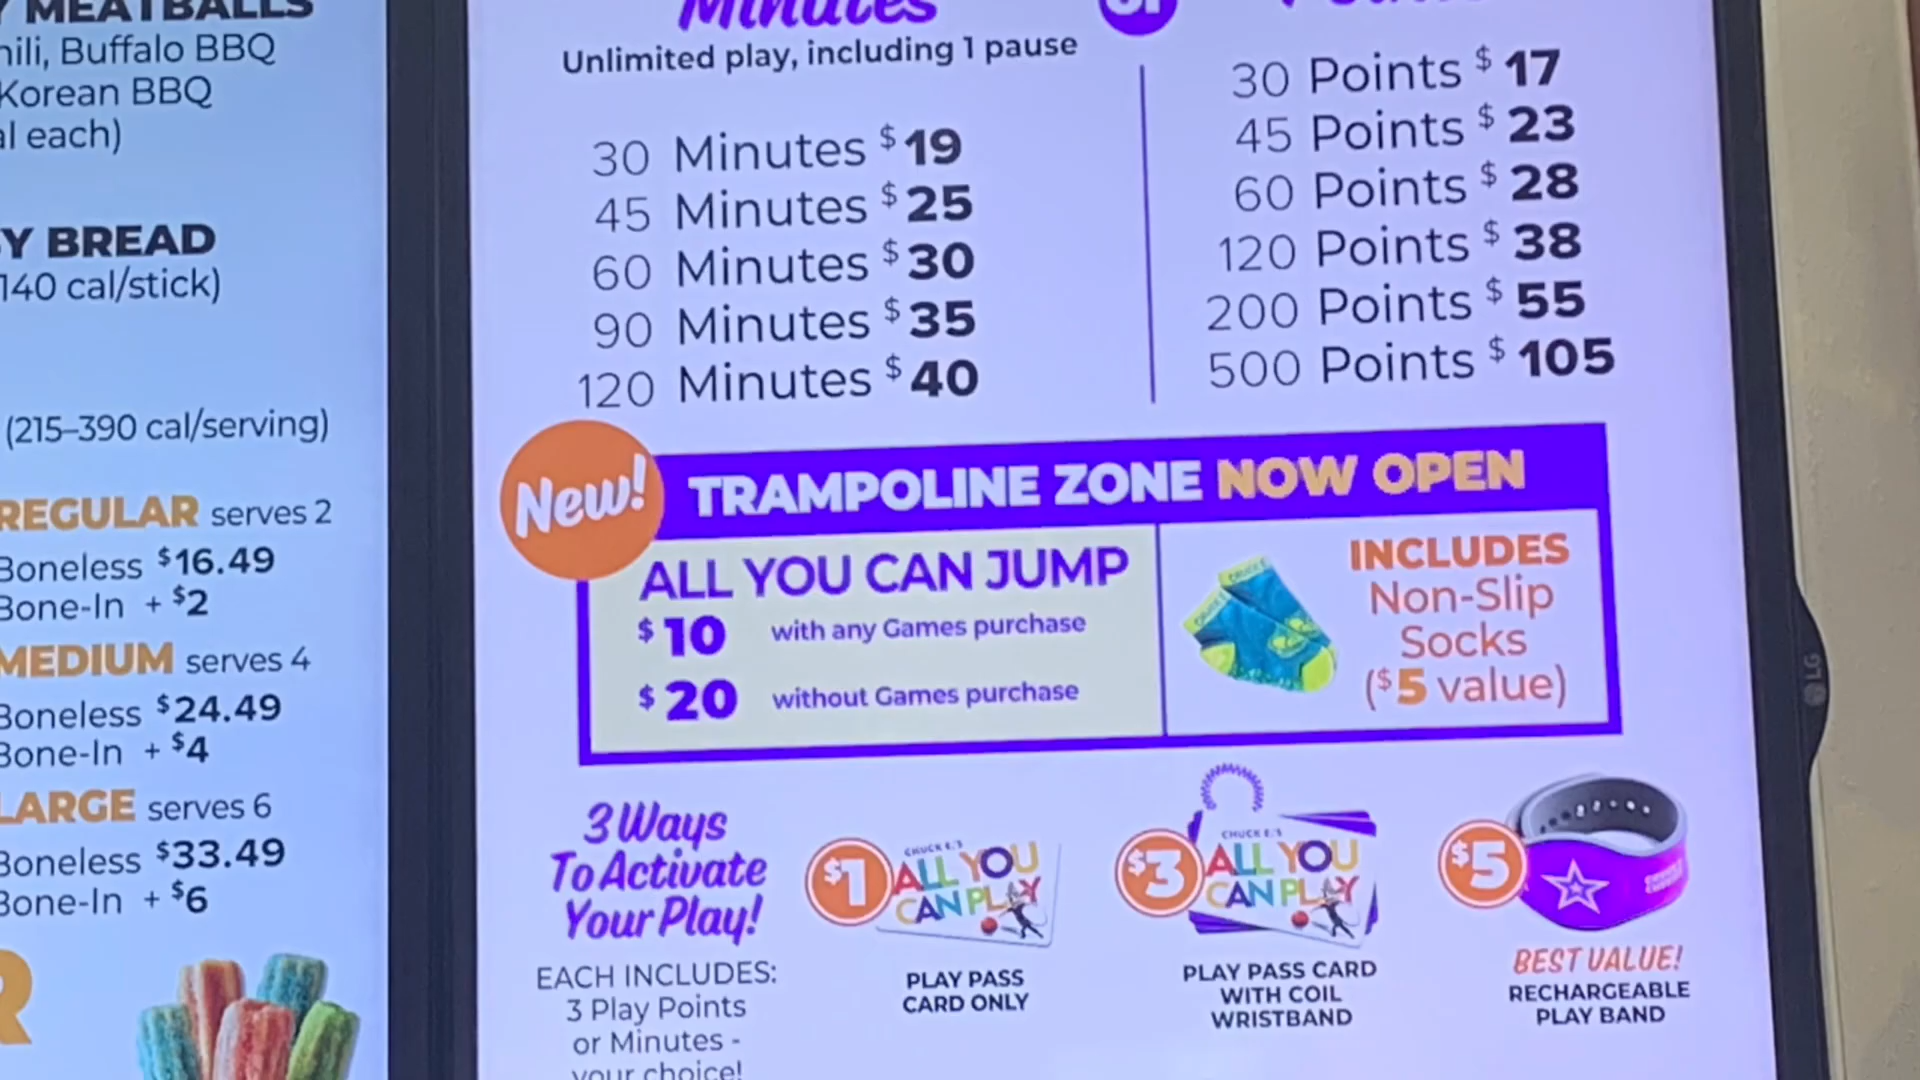 MEATBALLS
hili, Buffalo BBQ
Korean BBQ
al each)
Y BREAD
140 cal/stick)
(215–390 cal/serving)
REGULAR serves 2
Boneless $16.49
Bone-In + $2
MEDIUM serves 4
Boneless $24.49
Bone-In + $4
LARGE serves 6
Boneless $33.49
Bone-In + $6
R
Minutes
or
Unlimited play, including 1 pause
30 Minutes $19
45 Minutes $25
60 Minutes $30
90 Minutes $35
120 Minutes $40
30 Points $17
45 Points $23
60 Points $28
120 Points $38
200 Points $55
500 Points $105
New!
TRAMPOLINE ZONE NOW OPEN
ALL YOU CAN JUMP
$10 with any Games purchase
$20 without Games purchase
INCLUDES
Non-Slip
Socks
($5 value)
3 Ways
To Activate
Your Play!
EACH INCLUDES:
3 Play Points
or Minutes -
your choice!
$1
CHUCK E.'S
ALL YOU
CAN PLAY
PLAY PASS
CARD ONLY
$3
CHUCK E.'S
ALL YOU
CAN PLAY
PLAY PASS CARD
WITH COIL
WRISTBAND
$5
BEST VALUE!
RECHARGEABLE
PLAY BAND
LG